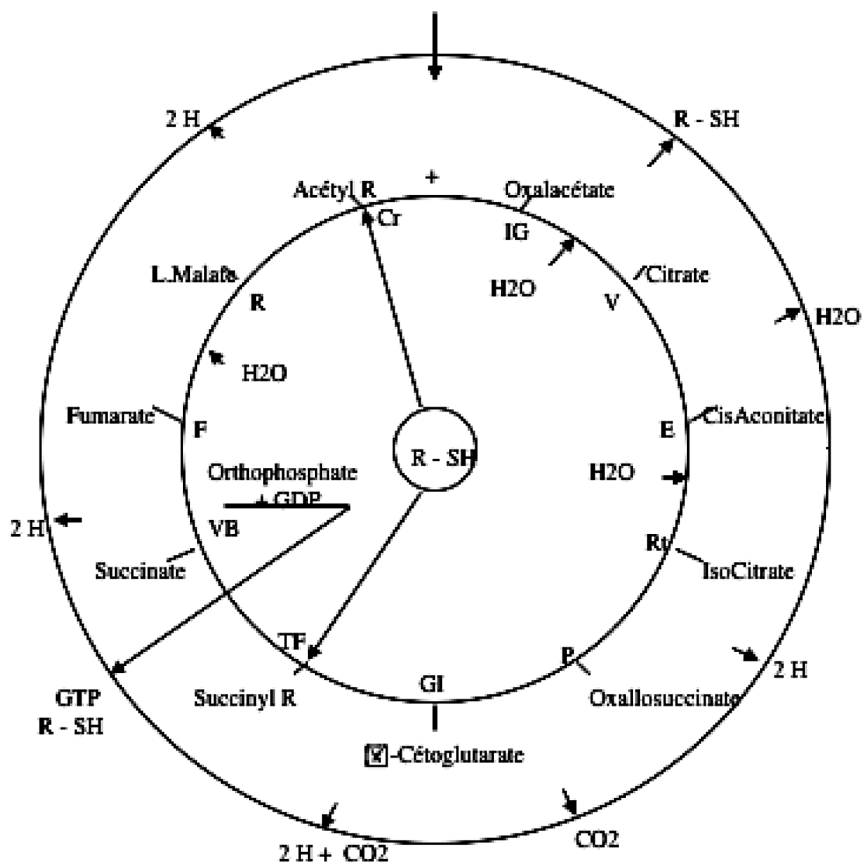 2 H
R - SH
Acétyl R
+
Oxalacétate
Cr
IG
L.Malate
H2O
Citrate
R
V
H2O
H2O
Fumarate
F
E
CisAconitate
R - SH
Orthophosphate
+ GDP
H2O
2 H
VB
Rt
Succinate
IsoCitrate
TF
P
2 H
GTP
R - SH
Succinyl R
GI
Oxallosuccinate
-Cétoglutarate
2 H + CO2
CO2